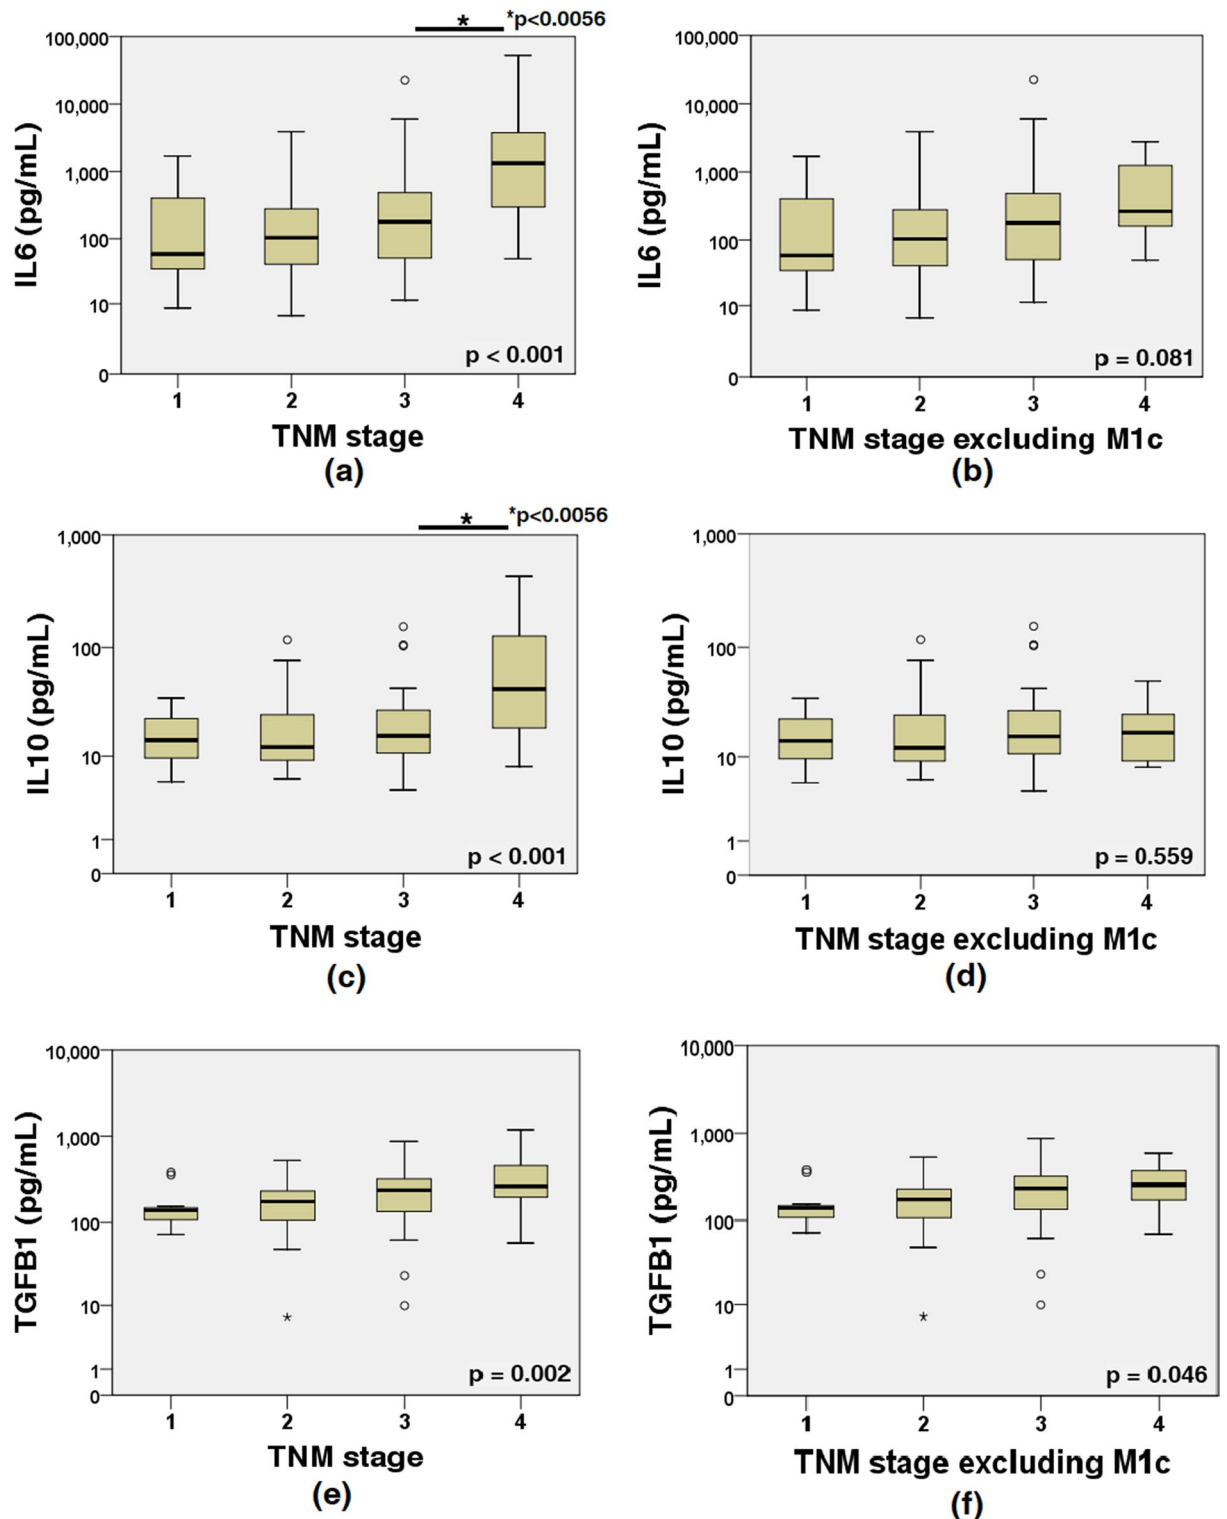 * *p<0.0056
100,000
10,000
1,000
100
10
0
IL6 (pg/mL)
p < 0.001
1 2 3 4
TNM stage
(a)
100,000
10,000
1,000
100
10
0
IL6 (pg/mL)
p = 0.081
1 2 3 4
TNM stage excluding M1c
(b)
* *p<0.0056
1,000
100
10
1
0
IL10 (pg/mL)
p < 0.001
1 2 3 4
TNM stage
(c)
1,000
100
10
1
0
IL10 (pg/mL)
p = 0.559
1 2 3 4
TNM stage excluding M1c
(d)
10,000
1,000
100
10
1
0
TGFB1 (pg/mL)
p = 0.002
1 2 3 4
TNM stage
(e)
10,000
1,000
100
10
1
0
TGFB1 (pg/mL)
p = 0.046
1 2 3 4
TNM stage excluding M1c
(f)